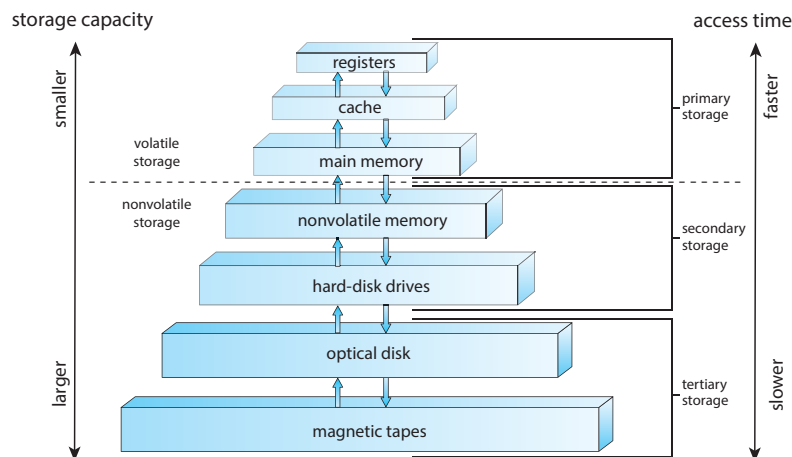 storage capacity
access time
smaller
registers
cache
main memory
volatile
storage
primary
storage
faster
nonvolatile
storage
nonvolatile memory
hard-disk drives
secondary
storage
larger
optical disk
magnetic tapes
tertiary
storage
slower